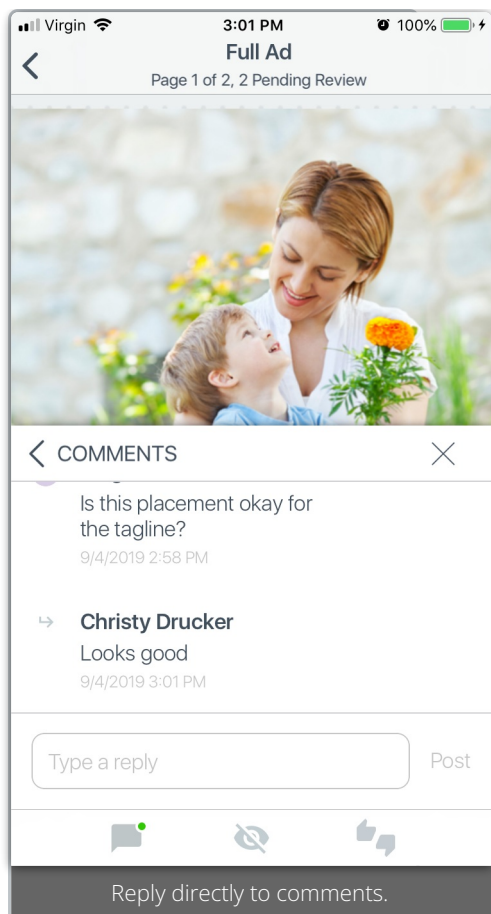 Virgin 3:01 PM 100%
Full Ad
Page 1 of 2, 2 Pending Review
COMMENTS
Is this placement okay for
the tagline?
9/4/2019 2:58 PM
Christy Drucker
Looks good
9/4/2019 3:01 PM
Type a reply Post
Reply directly to comments.